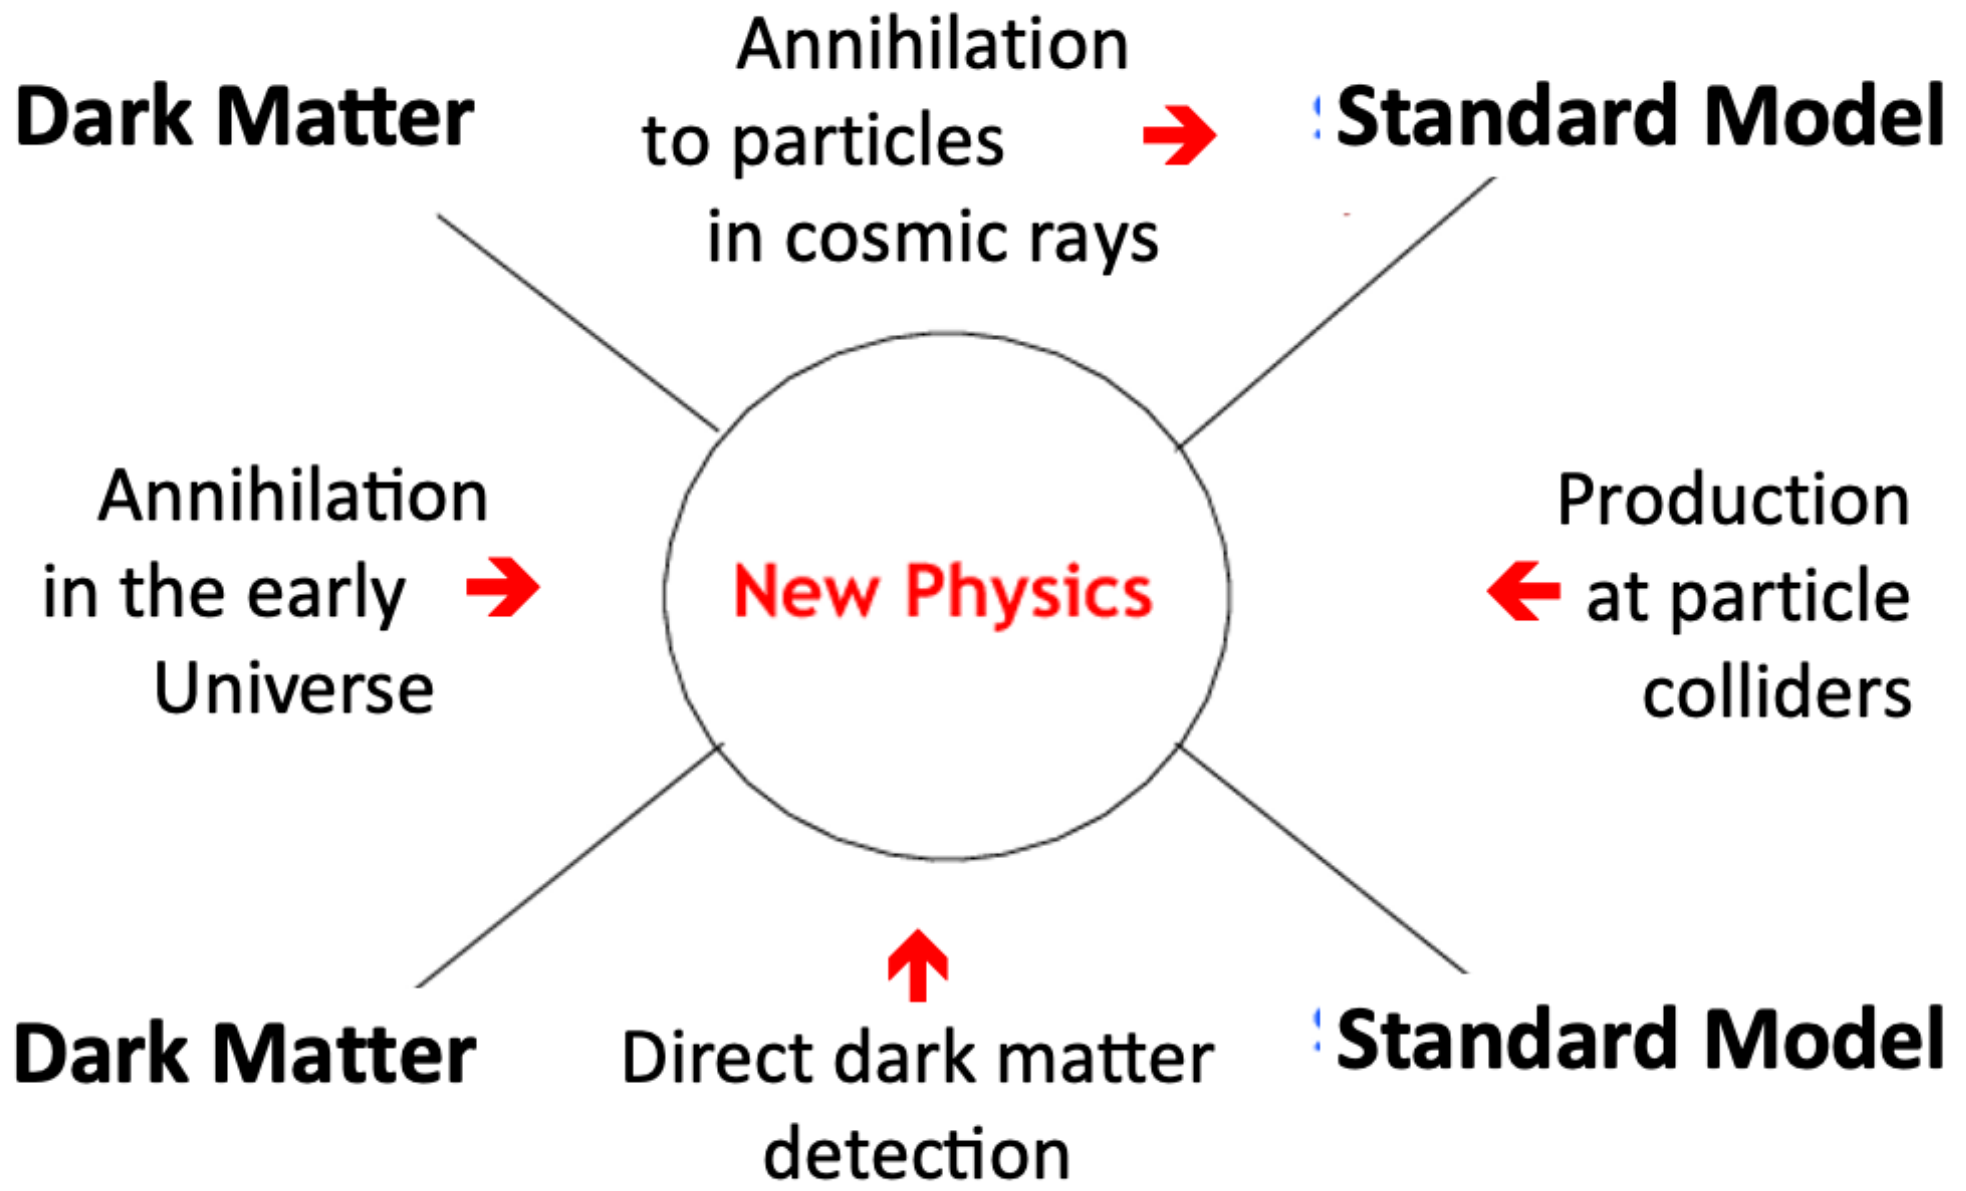 Dark Matter
Annihilation
to particles
in cosmic rays
Standard Model
Annihilation
in the early
Universe
New Physics
Production
at particle
colliders
Dark Matter
Direct dark matter
detection
Standard Model